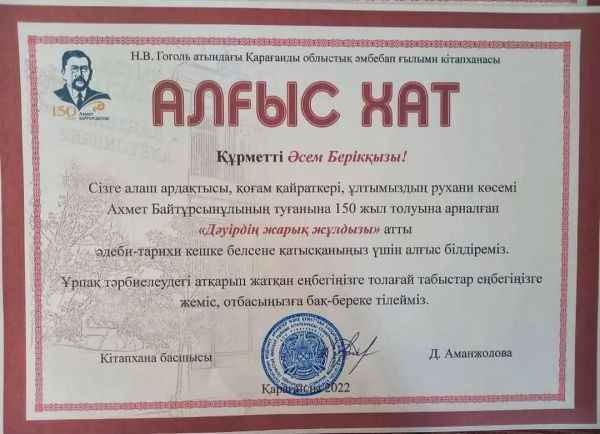 Н.В. Гоголь атындағы Қарағанды облыстық әмбебап ғылыми кітапханасы
150
АХМЕТ
БАЙТҰРСЫНҰЛЫ
АЛҒЫС ХАТ
Құрметті Әсем Берікқызы!
Сізге алаш ардақтысы, қоғам қайраткері, ұлтымыздың рухани көсемі
Ахмет Байтұрсынұлының туғанына 150 жыл толуына арналған
«Дәуірдің жарық жұлдызы» атты
әдеби-тарихи кешке белсене қатысқаныңыз үшін алғыс білдіреміз.
Ұрпақ тәрбиелеудегі атқарып жатқан еңбегіңізге толағай табыстар еңбегіңізге
жеміс, отбасыңызға бақ-береке тілейміз.
Кітапхана басшысы
Д. Аманжолова
Қарағанды 2022